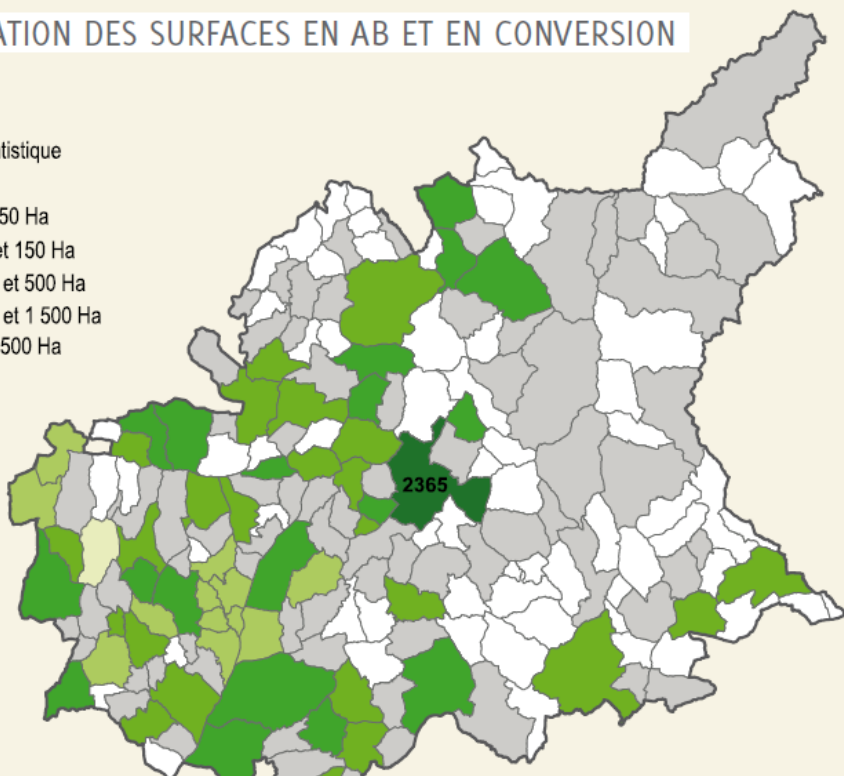 ATION DES SURFACES EN AB ET EN CONVERSION
tistique
50 Ha
et 150 Ha
et 500 Ha
et 1 500 Ha
500 Ha
2365